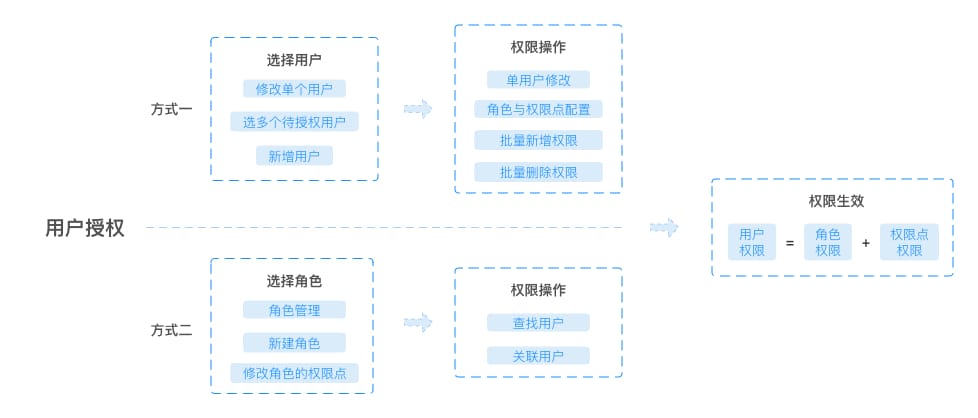 用户授权
方式一
选择用户
修改单个用户
选多个待授权用户
新增用户
权限操作
单用户修改
角色与权限点配置
批量新增权限
批量删除权限
方式二
选择角色
角色管理
新建角色
修改角色的权限点
权限操作
查找用户
关联用户
权限生效
用户
权限
=
角色
权限
+
权限点
权限